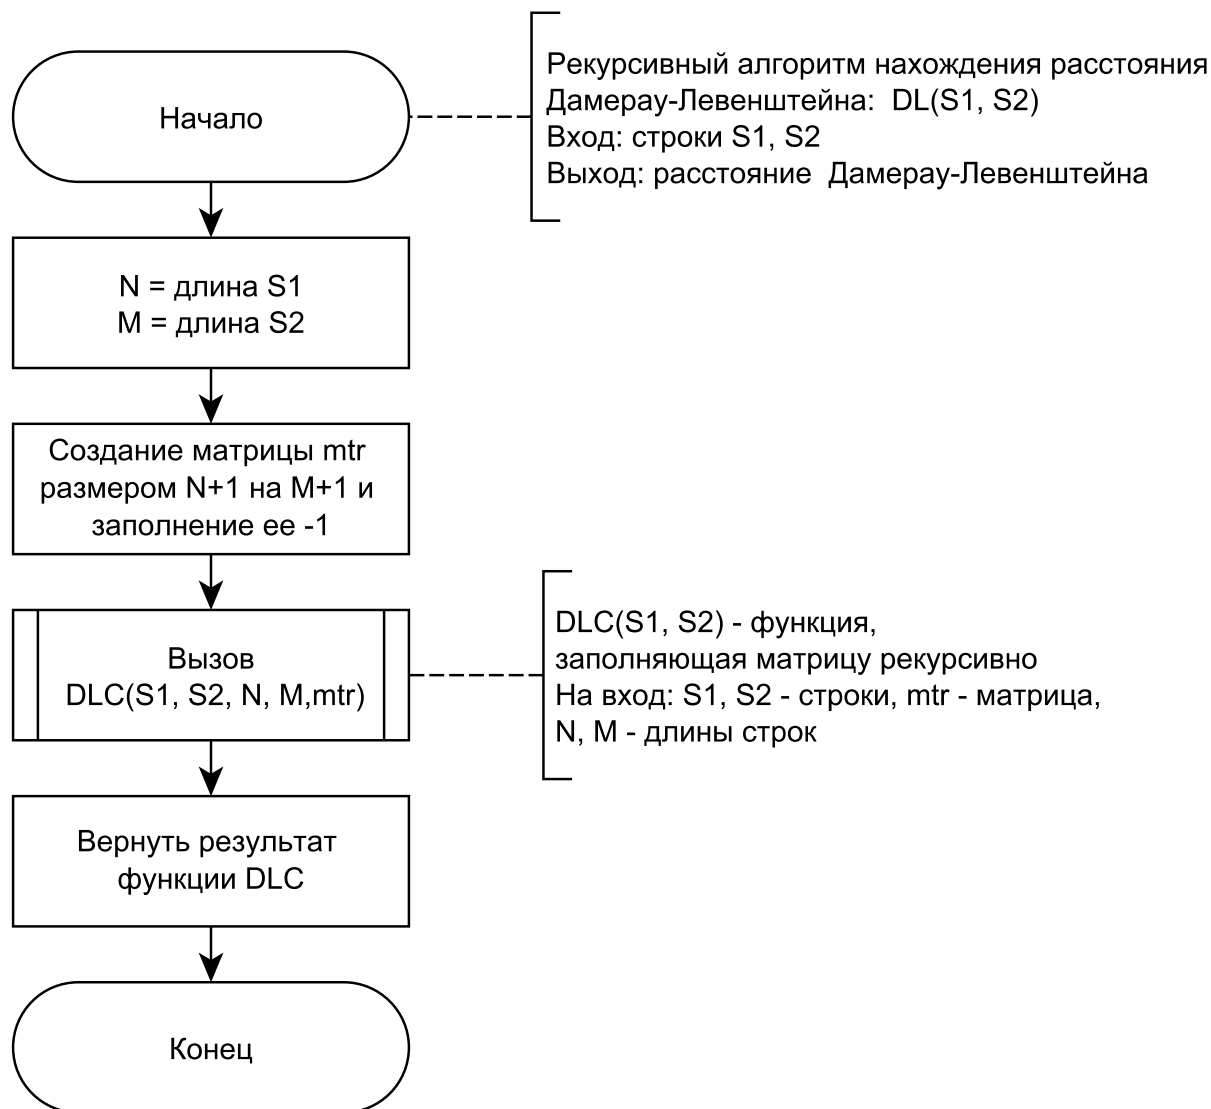 Начало
Рекурсивный алгоритм нахождения расстояния
Дамерау-Левенштейна: DL(S1, S2)
Вход: строки S1, S2
Выход: расстояние Дамерау-Левенштейна
N = длина S1
M = длина S2
Создание матрицы mtr
размером N+1 на M+1 и
заполнение ее -1
Вызов
DLC(S1, S2, N, M,mtr)
DLC(S1, S2) - функция,
заполняющая матрицу рекурсивно
На вход: S1, S2 - строки, mtr - матрица,
N, M - длины строк
Вернуть результат
функции DLC
Конец